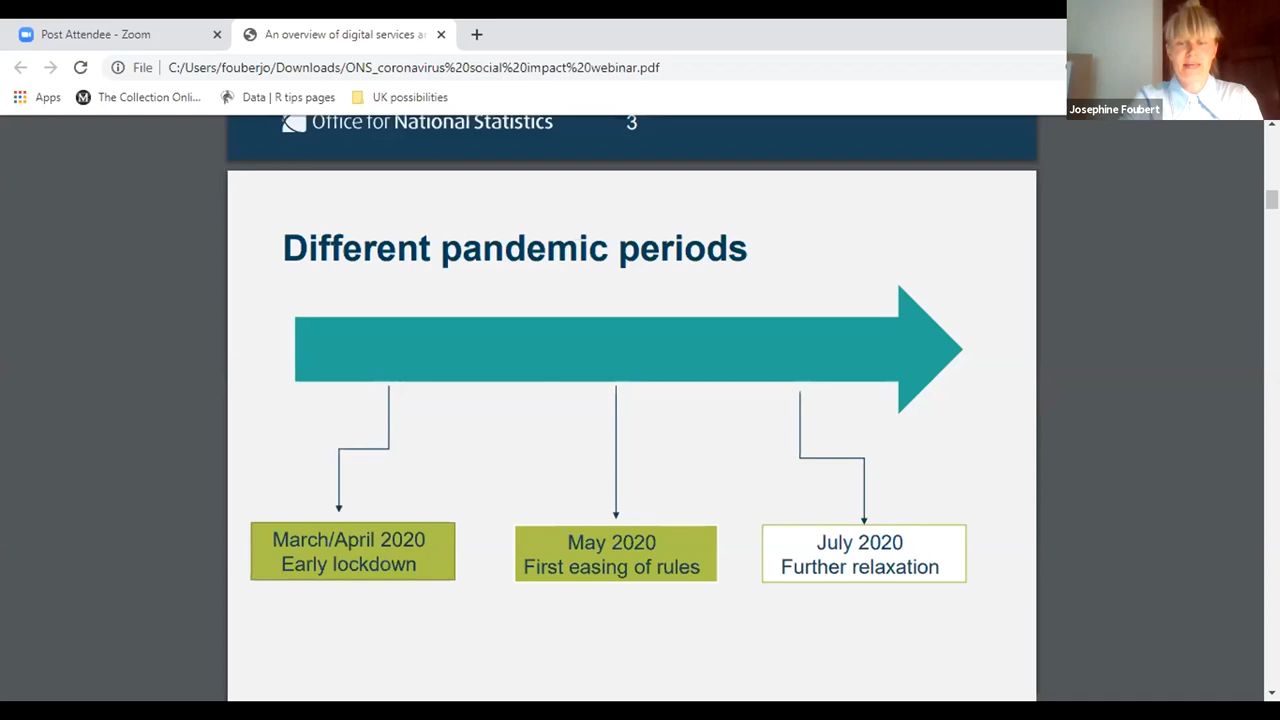 Post Attendee - Zoom
An overview of digital services a
File
C:/Users/fouberjo/Downloads/ONS_coronavirus%20social%20impact%20webinar.pdf
Apps
The Collection Onli...
Data | R tips pages
UK possibilities
Josephine Foubert
Office for National Statistics
3
Different pandemic periods
March/April 2020
Early lockdown
May 2020
First easing of rules
July 2020
Further relaxation